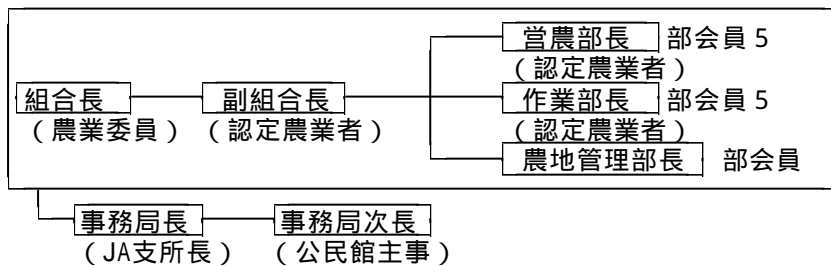 営農部長 部会員5
（認定農業者）
組合長 副組合長 作業部長 部会員5
（農業委員） （認定農業者） （認定農業者）
農地管理部長 部会員
事務局長 事務局次長
（JA支所長） （公民館主事）